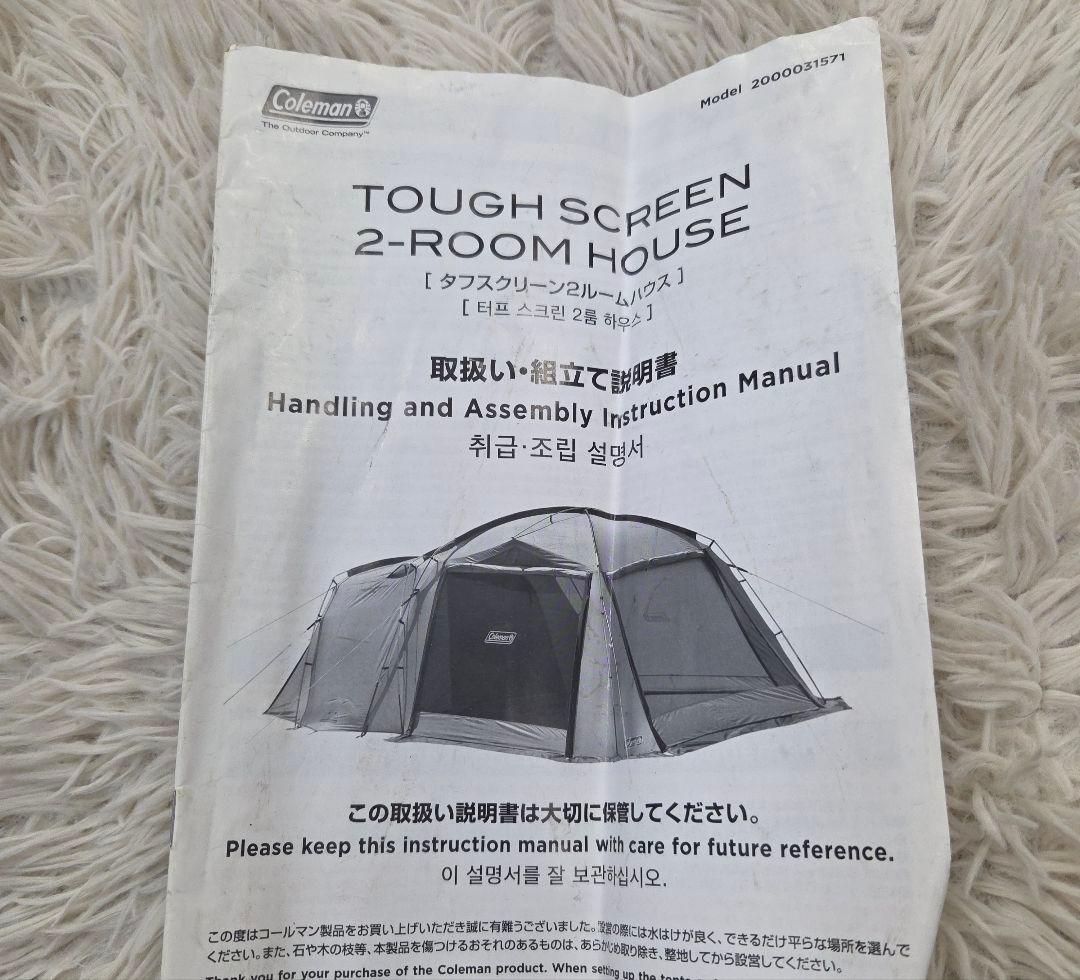 Coleman
The Outdoor Company™
Model 2000031571
TOUGH SCREEN
2-ROOM HOUSE
[ タフスクリーン2ルームハウス ]
[ 터프 스크린 2룸 하우스 ]
取扱い・組立て説明書
Handling and Assembly Instruction Manual
취급·조립 설명서
Coleman
この取扱い説明書は大切に保管してください。
Please keep this instruction manual with care for future reference.
이 설명서를 잘 보관하십시오.
この度はコールマン製品をお買い上げいただき誠に有難うございました。設営の際には水はけが良く、できるだけ平らな場所を選んで
ください。また、石や木の枝等、本製品を傷つけるおそれのあるものは、あらかじめ取り除き、整地してから設営してください。
Thank you for your purchase of the Coleman product. When setting up the